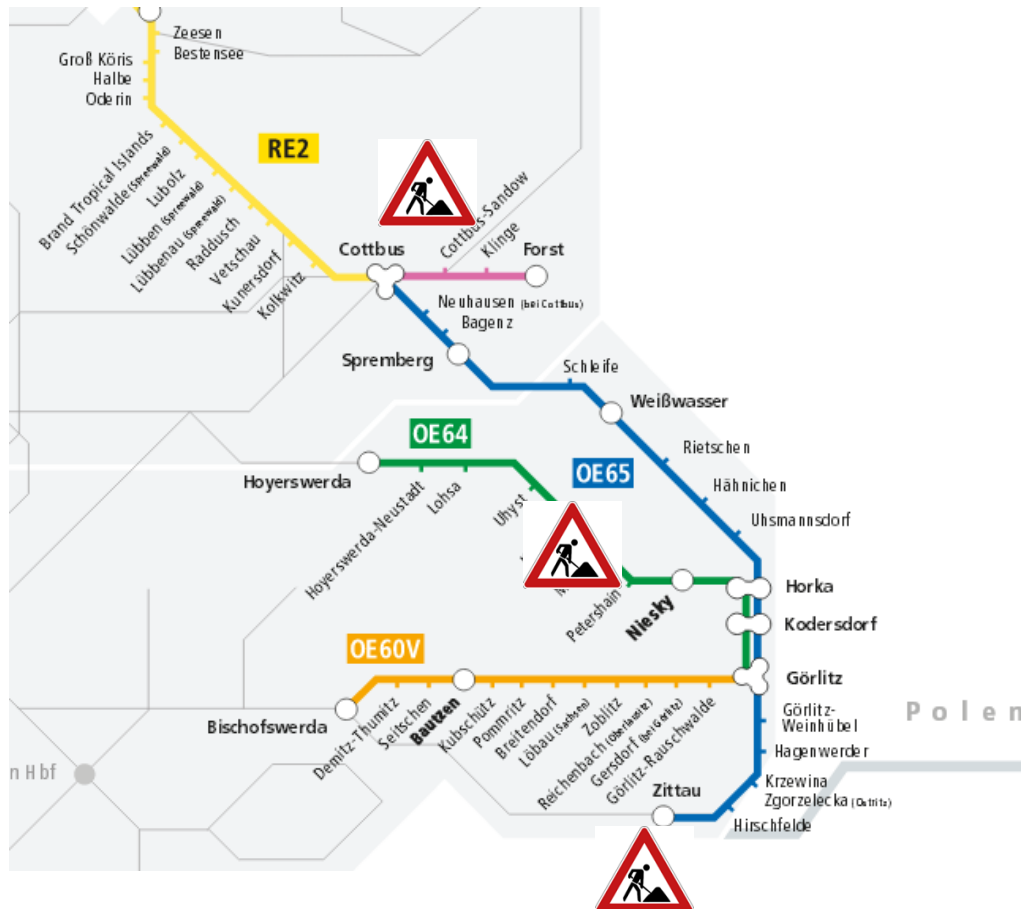 Zeesen
Bestensee
Groß Köris
Halbe
Oderin
RE2
Brand Tropical Islands
Schönwalde (Spreewald)
Lubolz
Lübben (Spreewald)
Lübbenau (Spreewald)
Raddusch
Vetschau
Kunersdorf
Kolkwitz
Cottbus
Cottbus-Sandow
Klinge
Forst
Neuhausen (bei Cottbus)
Bagenz
Spremberg
Schleife
Weißwasser
OE64
OE65
Rietschen
Hoyerswerda
Hoyerswerda-Neustadt
Lohsa
Uhyst
Hähnichen
Uhsmannsdorf
Petershain
Niesky
Horka
Kodersdorf
OE60V
Görlitz
Bischofswerda
Demitz-Thumitz
Seitschen
Bautzen
Kubschütz
Pommritz
Breitendorf
Löbau (Sachsen)
Zoblitz
Reichenbach (Oberlausitz)
Gersdorf (bei Görlitz)
Görlitz-Rauschwalde
Görlitz-
Weinhübel
Polen
Hagenwerder
n Hbf
Zittau
Krzewina
Zgorzelecka (Ostritz)
Hirschfelde